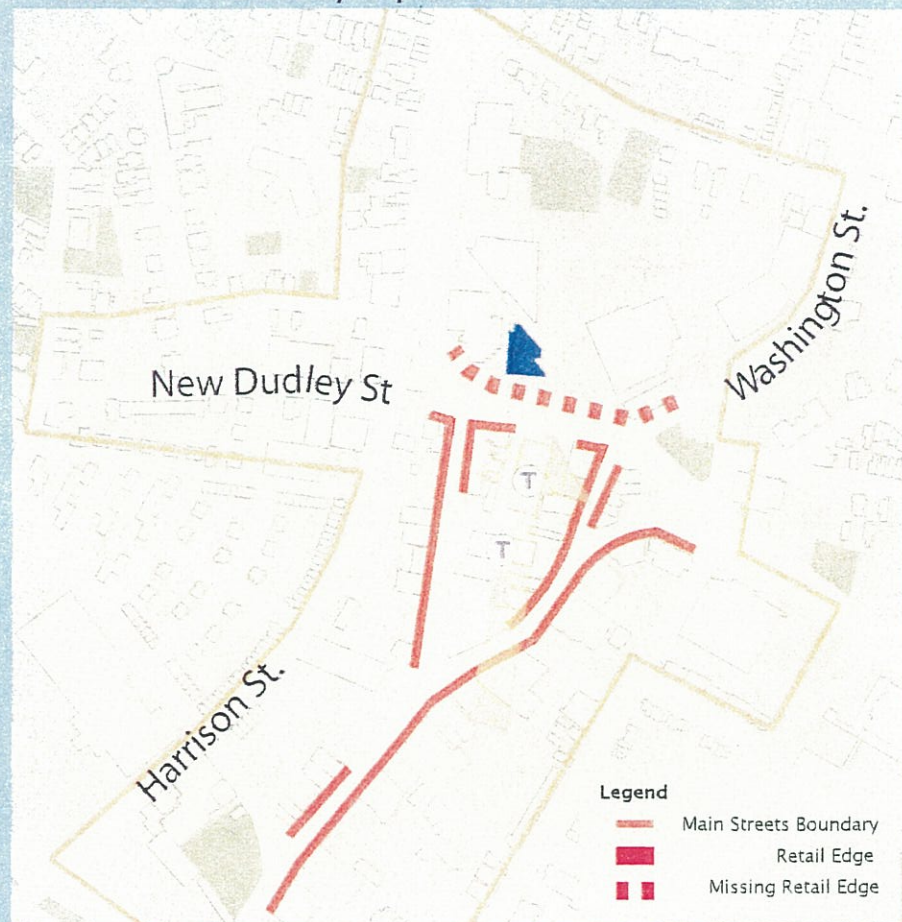 Washington St.
New Dudley St
T
T
Harrison St.
Legend
Main Streets Boundary
Retail Edge
Missing Retail Edge